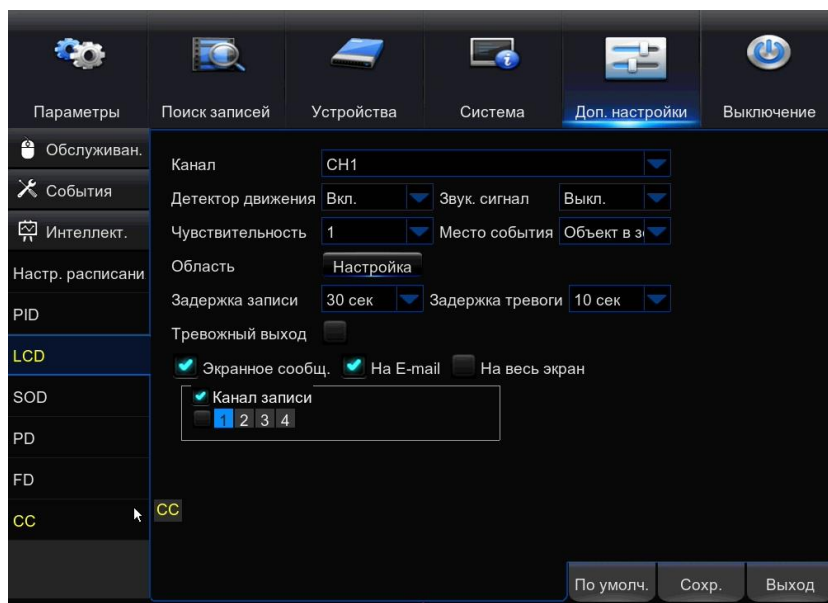 Параметры Поиск записей Устройства Система Доп. настройки Выключение
Обслуживан.
События
Интеллект.
Настр. расписани
PID
LCD
SOD
PD
FD
CC
Канал CH1
Детектор движения Вкл. Звук. сигнал Выкл.
Чувствительность 1 Место события Объект в зо
Область Настройка
Задержка записи 30 сек Задержка тревоги 10 сек
Тревожный выход
Экранное сообщ. На E-mail На весь экран
Канал записи
1 2 3 4
CC
По умолч. Сохр. Выход